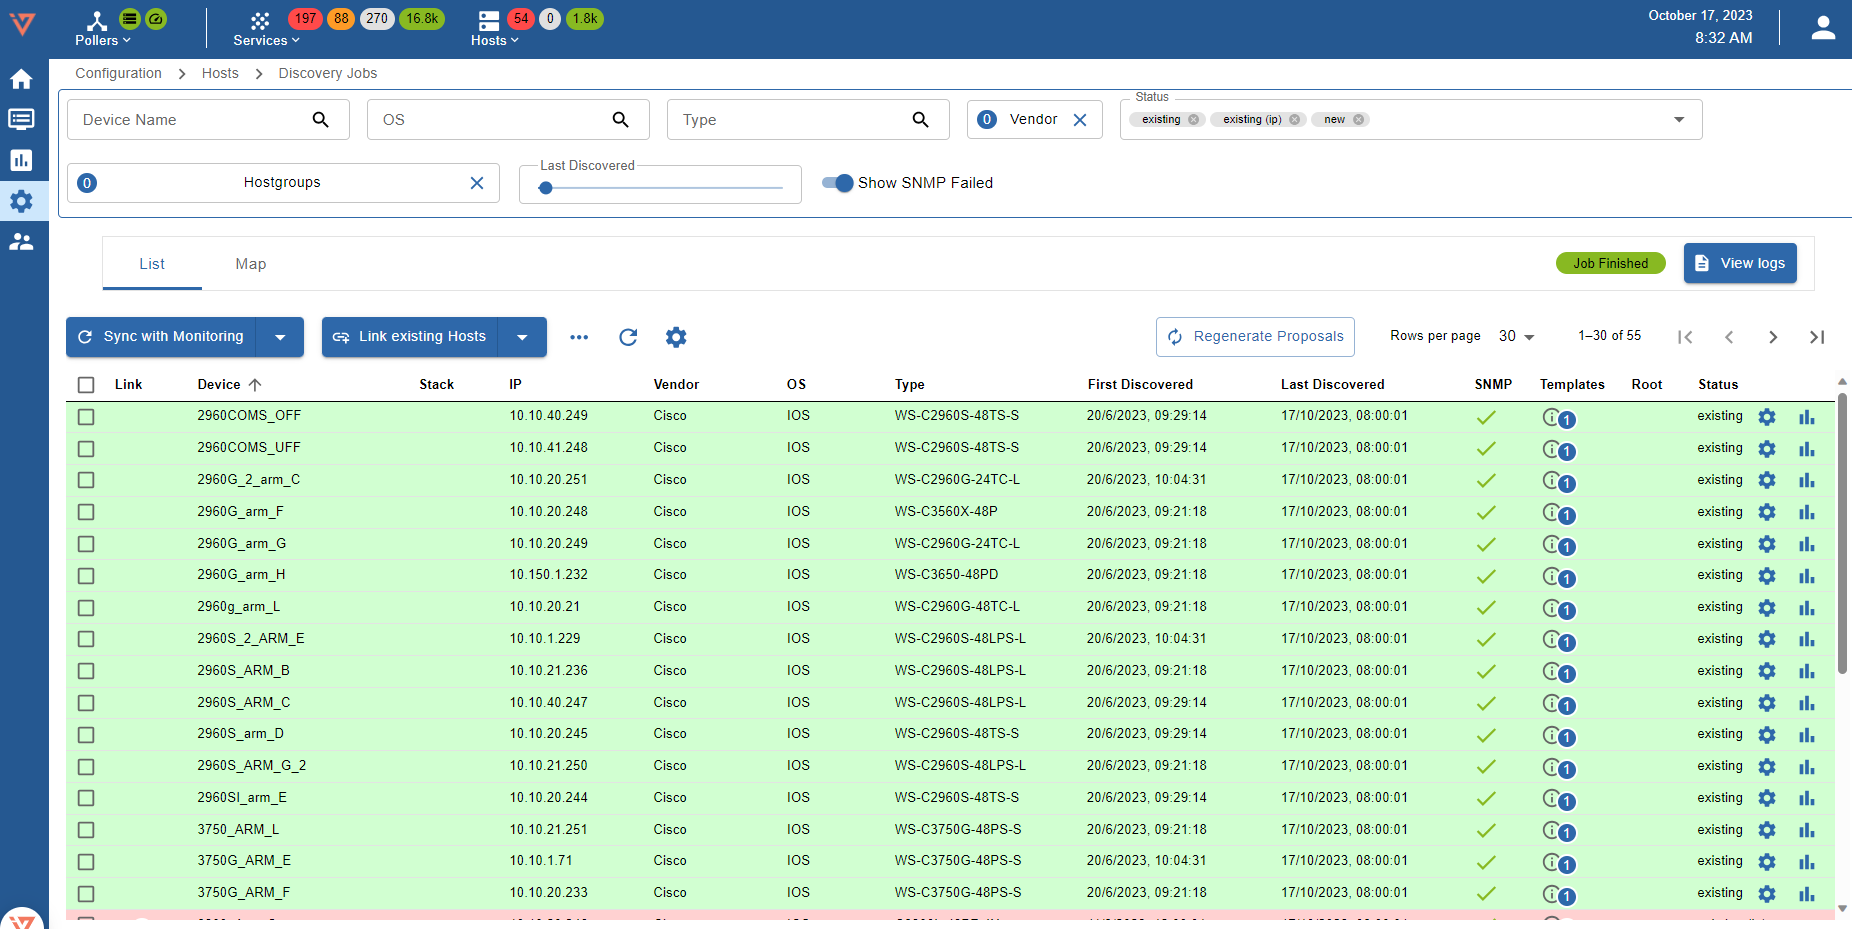 197 88 270 16.8k 54 0 1.8k October 17, 2023
Pollers Services Hosts 8:32 AM
Configuration Hosts Discovery Jobs
Device Name OS Type 0 Vendor Status existing existing (ip) new
0 Hostgroups Last Discovered Show SNMP Failed
List Map Job Finished View logs
Sync with Monitoring Link existing Hosts Regenerate Proposals Rows per page 30 1–30 of 55
Link Device Stack IP Vendor OS Type First Discovered Last Discovered SNMP Templates Root Status
2960COMS_OFF 10.10.40.249 Cisco IOS WS-C2960S-48TS-S 20/6/2023, 09:29:14 17/10/2023, 08:00:01 1 existing
2960COMS_UFF 10.10.41.248 Cisco IOS WS-C2960S-48TS-S 20/6/2023, 09:29:14 17/10/2023, 08:00:01 1 existing
2960G_2_arm_C 10.10.20.251 Cisco IOS WS-C2960G-24TC-L 20/6/2023, 10:04:31 17/10/2023, 08:00:01 1 existing
2960G_arm_F 10.10.20.248 Cisco IOS WS-C3560X-48P 20/6/2023, 09:21:18 17/10/2023, 08:00:01 1 existing
2960G_arm_G 10.10.20.249 Cisco IOS WS-C2960G-24TC-L 20/6/2023, 09:21:18 17/10/2023, 08:00:01 1 existing
2960G_arm_H 10.150.1.232 Cisco IOS WS-C3650-48PD 20/6/2023, 09:21:18 17/10/2023, 08:00:01 1 existing
2960g_arm_L 10.10.20.21 Cisco IOS WS-C2960G-48TC-L 20/6/2023, 09:21:18 17/10/2023, 08:00:01 1 existing
2960S_2_ARM_E 10.10.1.229 Cisco IOS WS-C2960S-48LPS-L 20/6/2023, 10:04:31 17/10/2023, 08:00:01 1 existing
2960S_ARM_B 10.10.21.236 Cisco IOS WS-C2960S-48LPS-L 20/6/2023, 09:21:18 17/10/2023, 08:00:01 1 existing
2960S_ARM_C 10.10.40.247 Cisco IOS WS-C2960S-48LPS-L 20/6/2023, 09:29:14 17/10/2023, 08:00:01 1 existing
2960S_arm_D 10.10.20.245 Cisco IOS WS-C2960S-48TS-S 20/6/2023, 09:29:14 17/10/2023, 08:00:01 1 existing
2960S_ARM_G_2 10.10.21.250 Cisco IOS WS-C2960S-48LPS-L 20/6/2023, 09:21:18 17/10/2023, 08:00:01 1 existing
2960SI_arm_E 10.10.20.244 Cisco IOS WS-C2960S-48TS-S 20/6/2023, 09:29:14 17/10/2023, 08:00:01 1 existing
3750_ARM_L 10.10.21.251 Cisco IOS WS-C3750G-48PS-S 20/6/2023, 09:21:18 17/10/2023, 08:00:01 1 existing
3750G_ARM_E 10.10.1.71 Cisco IOS WS-C3750G-48PS-S 20/6/2023, 10:04:31 17/10/2023, 08:00:01 1 existing
3750G_ARM_F 10.10.20.233 Cisco IOS WS-C3750G-48PS-S 20/6/2023, 09:21:18 17/10/2023, 08:00:01 1 existing